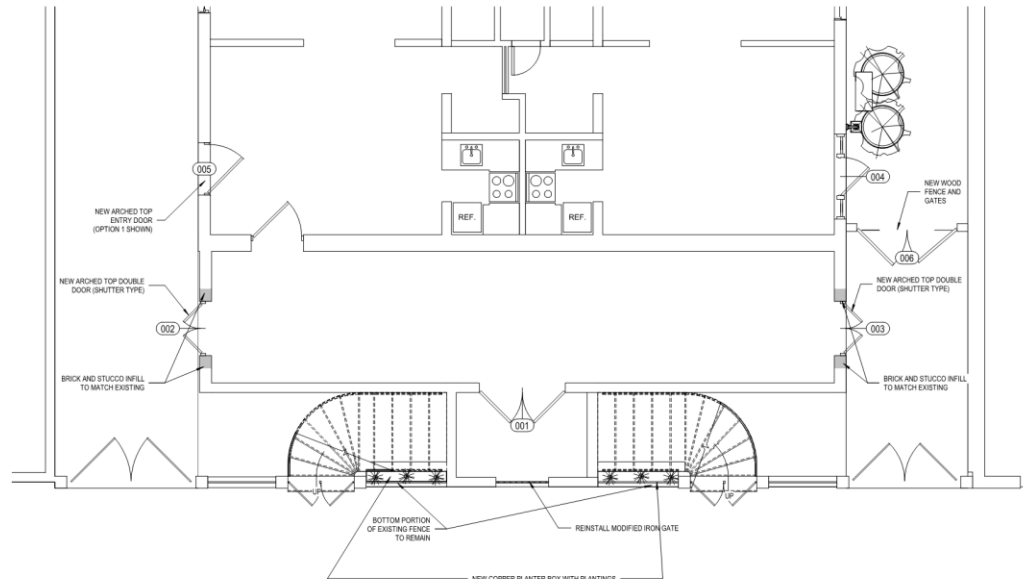 005
004
NEW WOOD
FENCE AND
GATES
NEW ARCHED TOP
ENTRY DOOR
(OPTION 1 SHOWN)
REF.
REF.
006
NEW ARCHED TOP DOUBLE
DOOR (SHUTTER TYPE)
NEW ARCHED TOP DOUBLE
DOOR (SHUTTER TYPE)
002
003
BRICK AND STUCCO INFILL
TO MATCH EXISTING
BRICK AND STUCCO INFILL
TO MATCH EXISTING
001
UP
UP
BOTTOM PORTION
OF EXISTING FENCE
TO REMAIN
REINSTALL MODIFIED IRON GATE
NEW COPPER PLANTER BOX WITH PLANTINGS